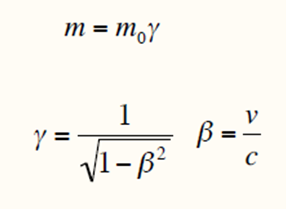 m = m₀γ
γ = 1/√(1−β²) β = v/c